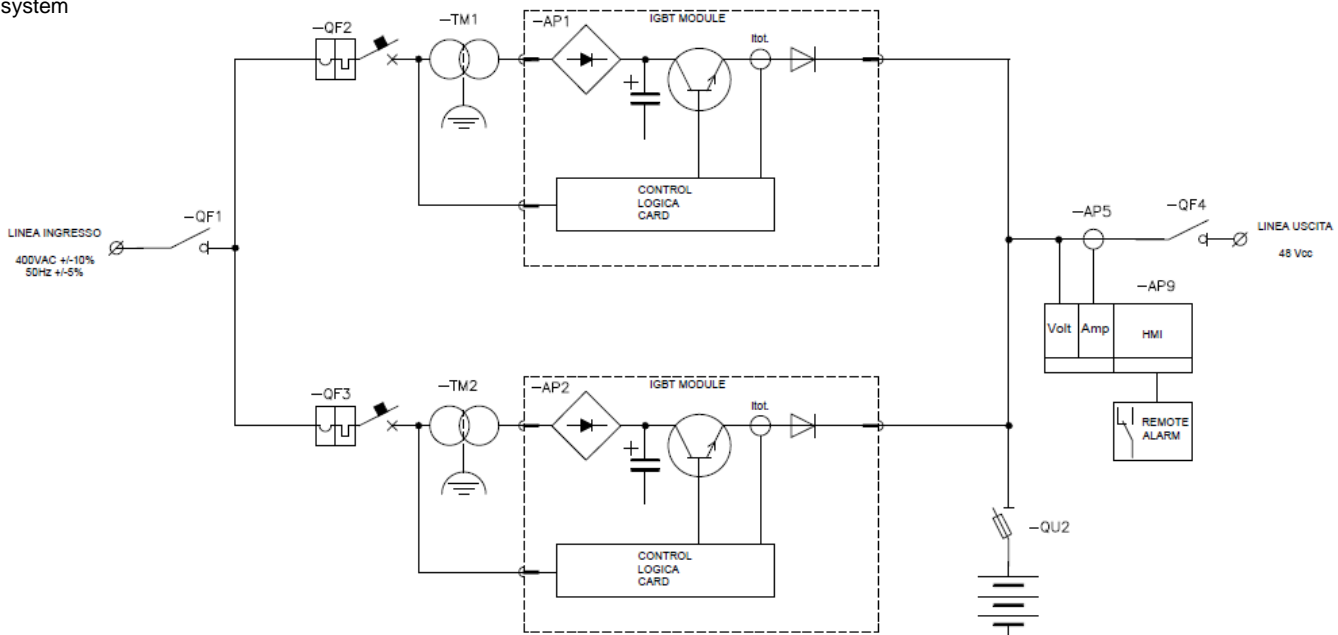 system
−QF2
−TM1
−AP1
IGBT MODULE
Itot.
+
CONTROL
LOGICA
CARD
−QF1
LINEA INGRESSO
400VAC +/-10%
50Hz +/-5%
−AP5
−QF4
LINEA USCITA
48 Vcc
−AP9
Volt
Amp
HMI
REMOTE
ALARM
−QF3
−TM2
−AP2
IGBT MODULE
Itot.
+
CONTROL
LOGICA
CARD
−QU2